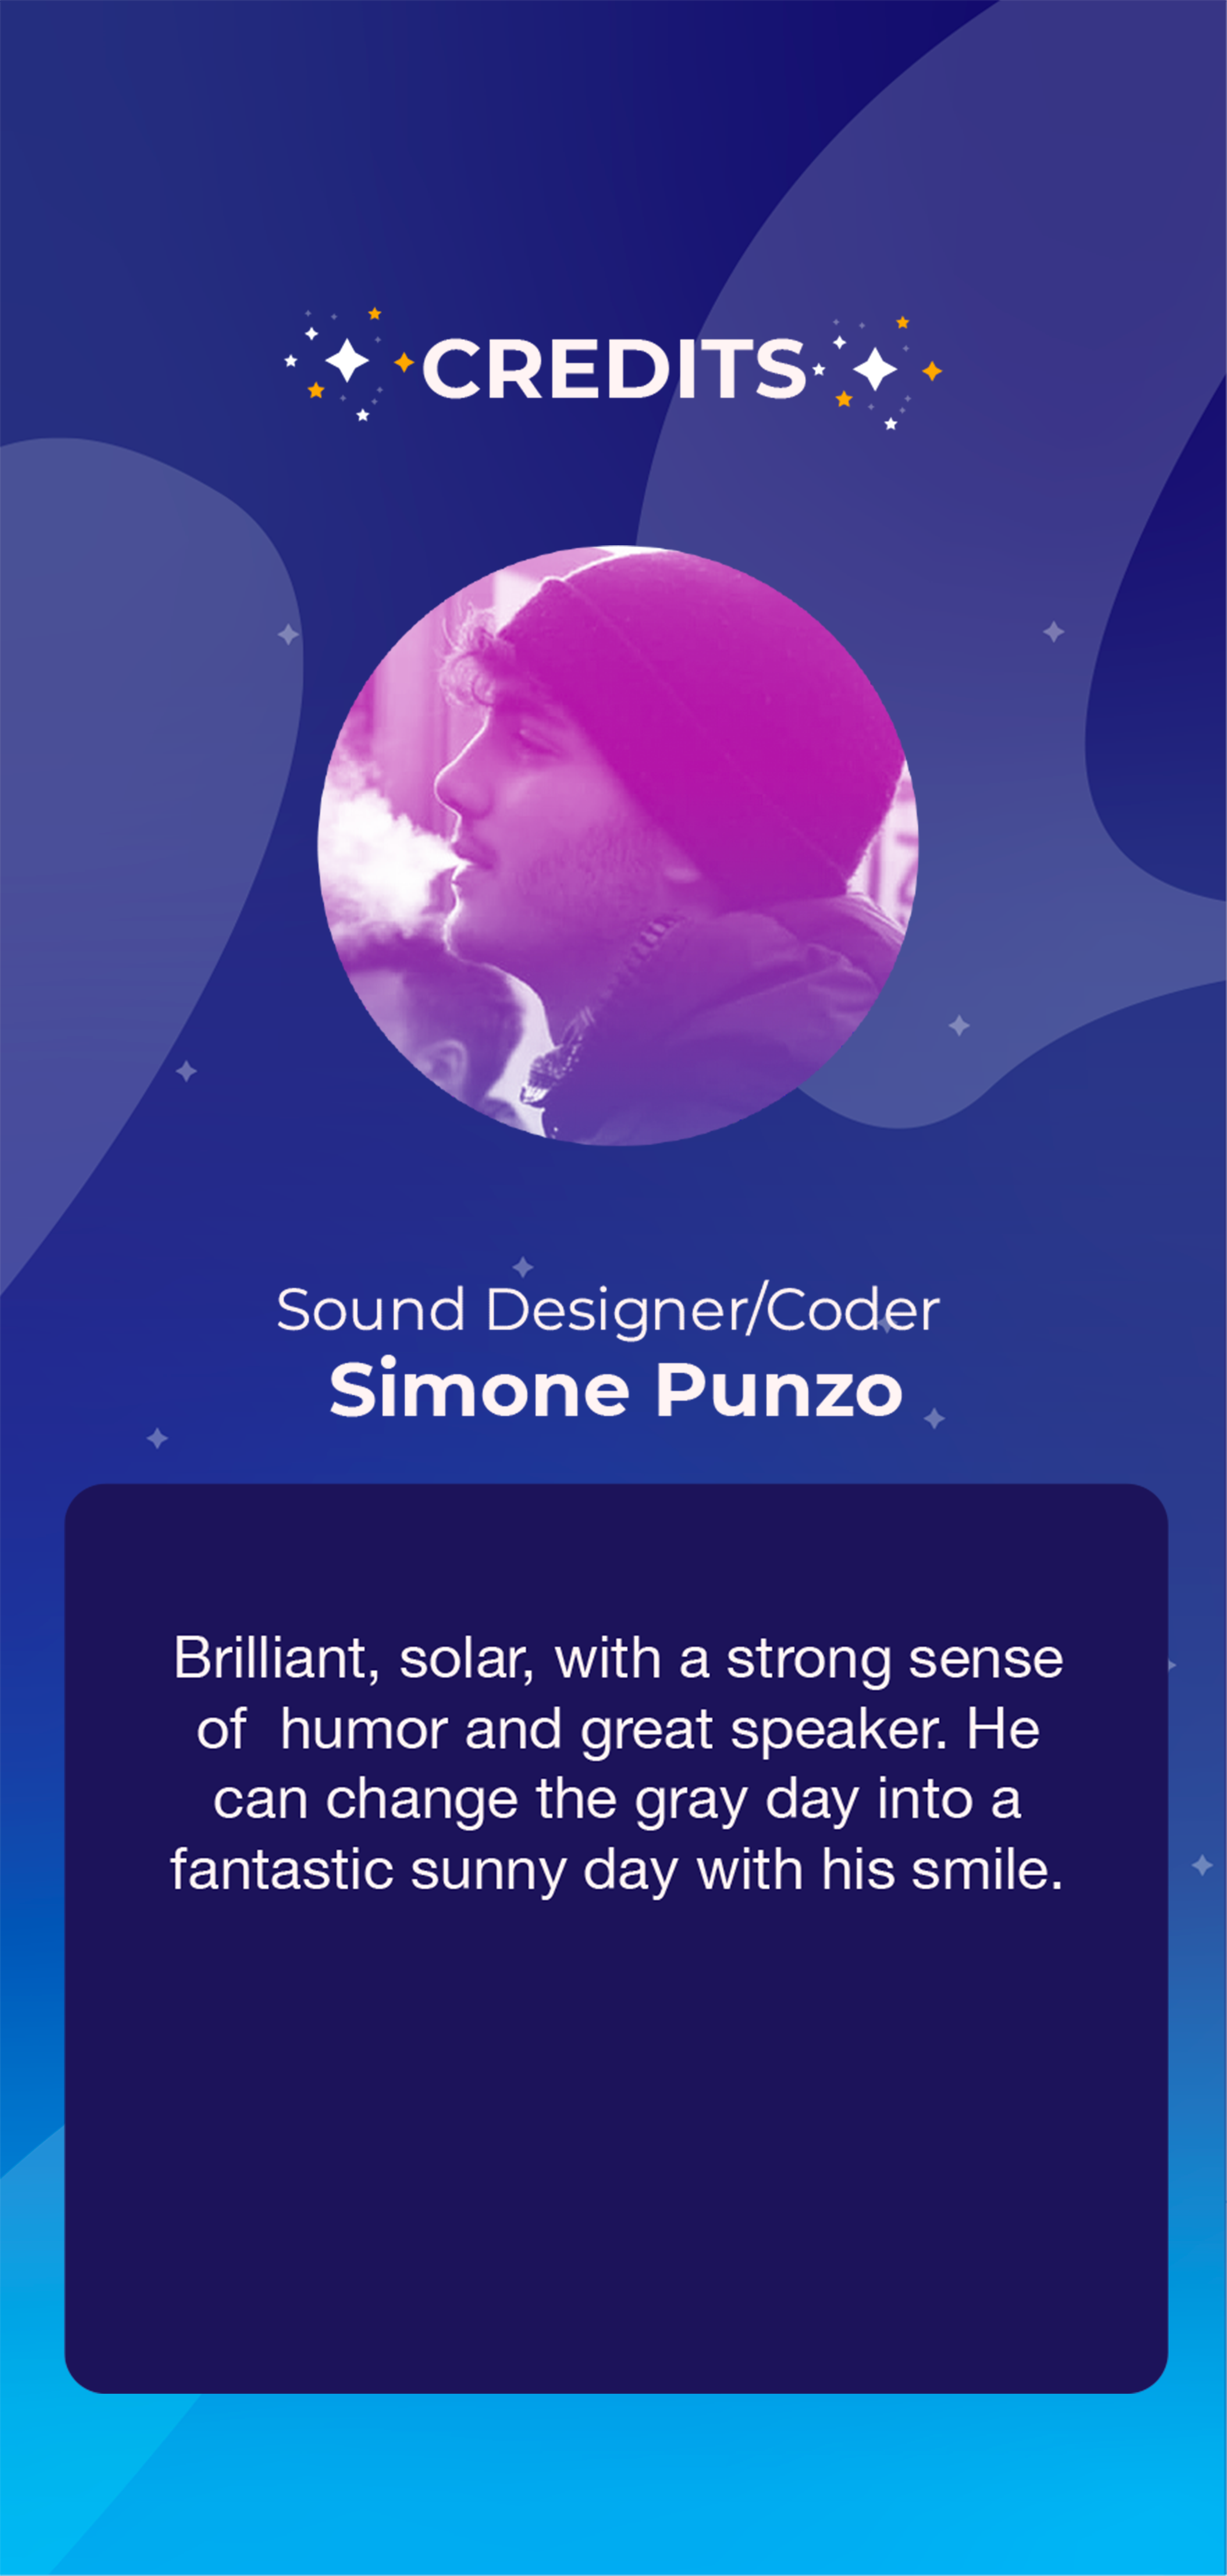 CREDITS
Sound Designer/Coder
Simone Punzo
Brilliant, solar, with a strong sense
of  humor and great speaker. He
can change the gray day into a
fantastic sunny day with his smile.